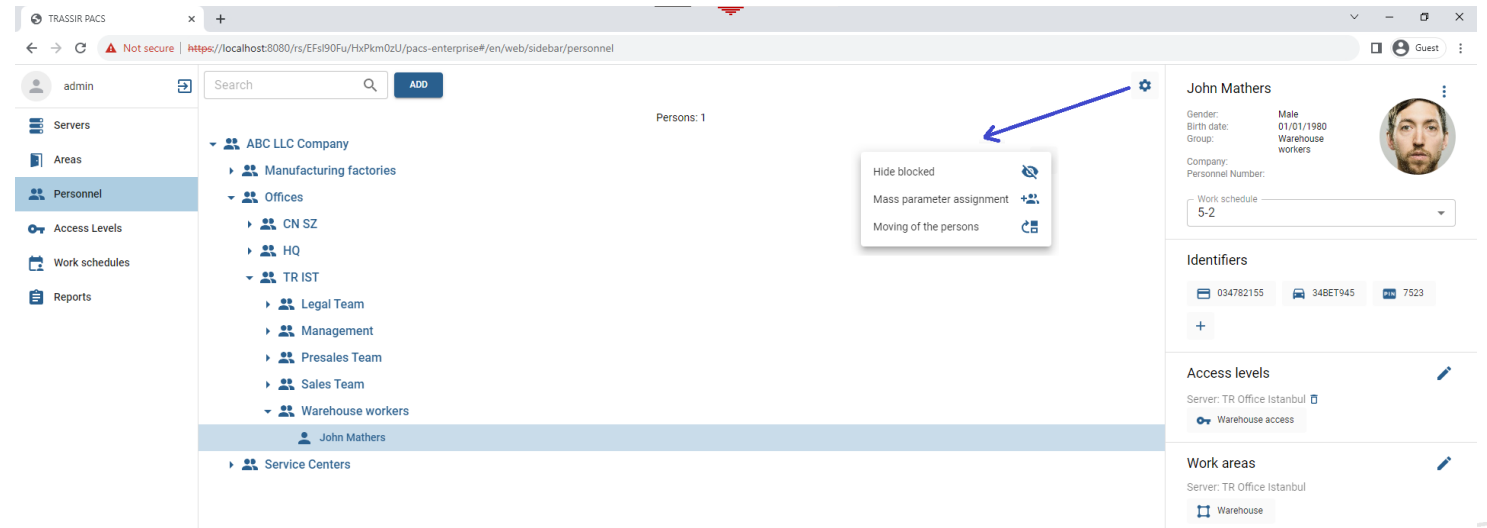 TRASSIR PACS
Not secure | https://localhost:8080/rs/EFsI90Fu/HxPkm0zU/pacs-enterprise#/en/web/sidebar/personnel
Guest
admin
Servers
Areas
Personnel
Access Levels
Work schedules
Reports
Search
ADD
Persons: 1
ABC LLC Company
Manufacturing factories
Offices
CN SZ
HQ
TR IST
Legal Team
Management
Presales Team
Sales Team
Warehouse workers
John Mathers
Service Centers
Hide blocked
Mass parameter assignment
Moving of the persons
John Mathers
Gender: Male
Birth date: 01/01/1980
Group: Warehouse
workers
Company:
Personnel Number:
Work schedule
5-2
Identifiers
034782155 34BET945 PIN 7523
Access levels
Server: TR Office Istanbul
Warehouse access
Work areas
Server: TR Office Istanbul
Warehouse